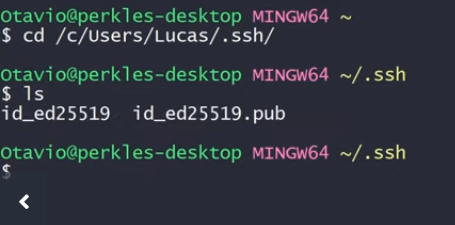 Otavio@perkles-desktop MINGW64 ~
$ cd /c/Users/Lucas/.ssh/
Otavio@perkles-desktop MINGW64 ~/.ssh
$ ls
id_ed25519 id_ed25519.pub
Otavio@perkles-desktop MINGW64 ~/.ssh
$